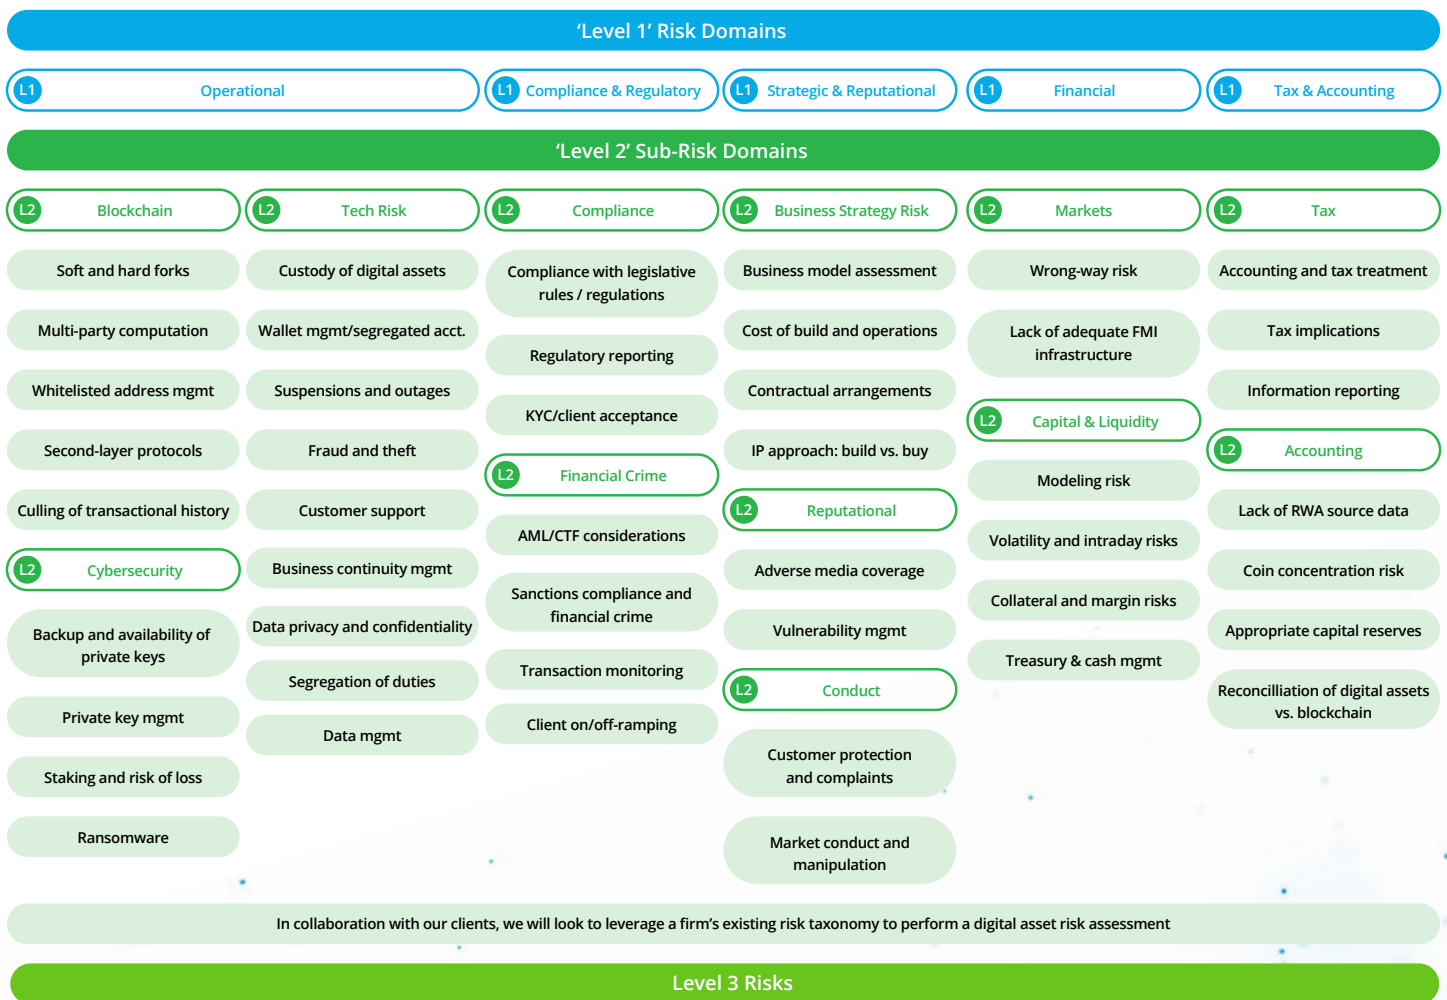 ‘Level 1’ Risk Domains
L1 Operational
L1 Compliance & Regulatory
L1 Strategic & Reputational
L1 Financial
L1 Tax & Accounting
‘Level 2’ Sub-Risk Domains
L2 Blockchain
Soft and hard forks
Multi-party computation
Whitelisted address mgmt
Second-layer protocols
Culling of transactional history
L2 Cybersecurity
Backup and availability of
private keys
Private key mgmt
Staking and risk of loss
Ransomware
L2 Tech Risk
Custody of digital assets
Wallet mgmt/segregated acct.
Suspensions and outages
Fraud and theft
Customer support
Business continuity mgmt
Data privacy and confidentiality
Segregation of duties
Data mgmt
L2 Compliance
Compliance with legislative
rules / regulations
Regulatory reporting
KYC/client acceptance
L2 Financial Crime
AML/CTF considerations
Sanctions compliance and
financial crime
Transaction monitoring
Client on/off-ramping
L2 Business Strategy Risk
Business model assessment
Cost of build and operations
Contractual arrangements
IP approach: build vs. buy
L2 Reputational
Adverse media coverage
Vulnerability mgmt
L2 Conduct
Customer protection
and complaints
Market conduct and
manipulation
L2 Markets
Wrong-way risk
Lack of adequate FMI
infrastructure
L2 Capital & Liquidity
Modeling risk
Volatility and intraday risks
Collateral and margin risks
Treasury & cash mgmt
L2 Tax
Accounting and tax treatment
Tax implications
Information reporting
L2 Accounting
Lack of RWA source data
Coin concentration risk
Appropriate capital reserves
Reconcilliation of digital assets
vs. blockchain
In collaboration with our clients, we will look to leverage a firm’s existing risk taxonomy to perform a digital asset risk assessment
Level 3 Risks